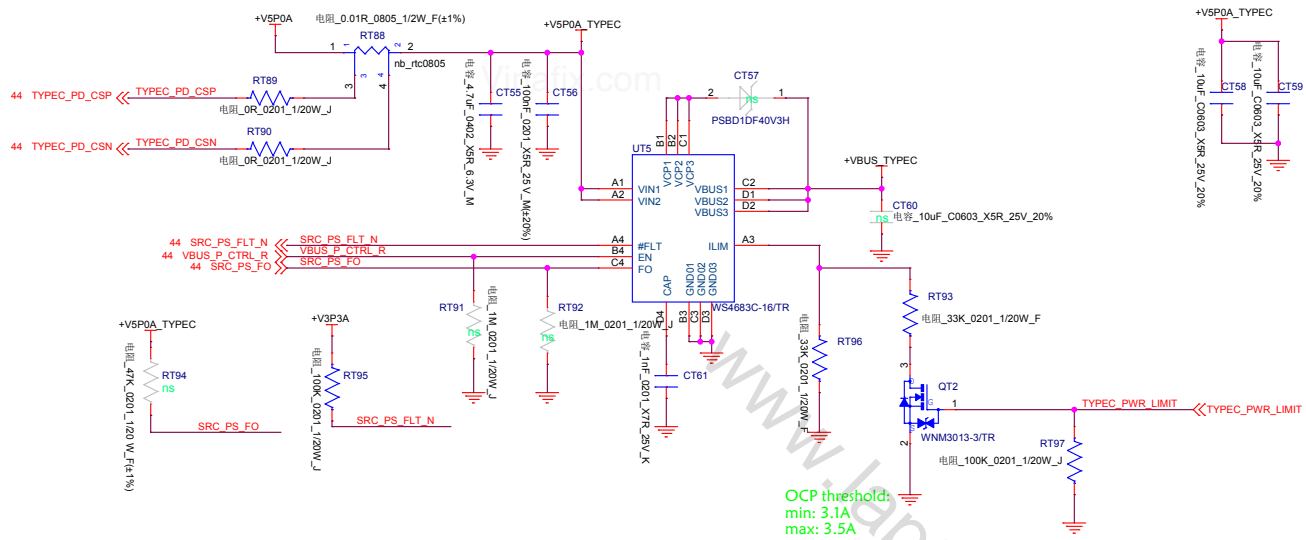 +V5P0A
电阻_0.01R_0805_1/2W_F(±1%)
RT88
1
2
1
2
nb_rtc0805
3
4
3
4
+V5P0A_TYPEC
44 TYPEC_PD_CSP
TYPEC_PD_CSP
RT89
电阻_0R_0201_1/20W_J
44 TYPEC_PD_CSN
TYPEC_PD_CSN
RT90
电阻_0R_0201_1/20W_J
电容_4.7uF_0402_X5R_6.3V_M
CT55
电容_100nF_0201_X5R_25 V_M(±20%)
CT56
Vinafix.com
CT57
2
ns
1
PSBD1DF40V3H
+V5P0A_TYPEC
电容_10uF_C0603_X5R_25V_20%
CT58
电容_10uF_C0603_X5R_25V_20%
CT59
UT5
B1
B2
C1
VCP1
VCP2
VCP3
A1
VIN1
A2
VIN2
VBUS1
C2
VBUS2
D1
VBUS3
D2
+VBUS_TYPEC
CT60
ns
电容_10uF_C0603_X5R_25V_20%
44 SRC_PS_FLT_N
SRC_PS_FLT_N
A4
#FLT
44 VBUS_P_CTRL_R
VBUS_P_CTRL_R
B4
EN
44 SRC_PS_FO
SRC_PS_FO
C4
FO
ILIM
A3
CAP
GND01
GND02
GND03
D4
B3
C3
D3
WS4683C-16/TR
RT91
ns
电阻_1M_0201_1/20W_J
RT92
ns
电阻_1M_0201_1/20W_J
RT93
电阻_33K_0201_1/20W_F
+V5P0A_TYPEC
电阻_47K_0201_1/20 W_F(±1%)
RT94
ns
SRC_PS_FO
+V3P3A
电阻_100K_0201_1/20W_J
RT95
SRC_PS_FLT_N
电容_1nF_0201_X7R_25V_K
CT61
电阻_33K_0201_1/20W_F
RT96
3
D
G
S
QT2
1
2
WNM3013-3/TR
TYPEC_PWR_LIMIT
TYPEC_PWR_LIMIT
RT97
电阻_100K_0201_1/20W_J
OCP threshold:
min: 3.1A
max: 3.5A
www.lap